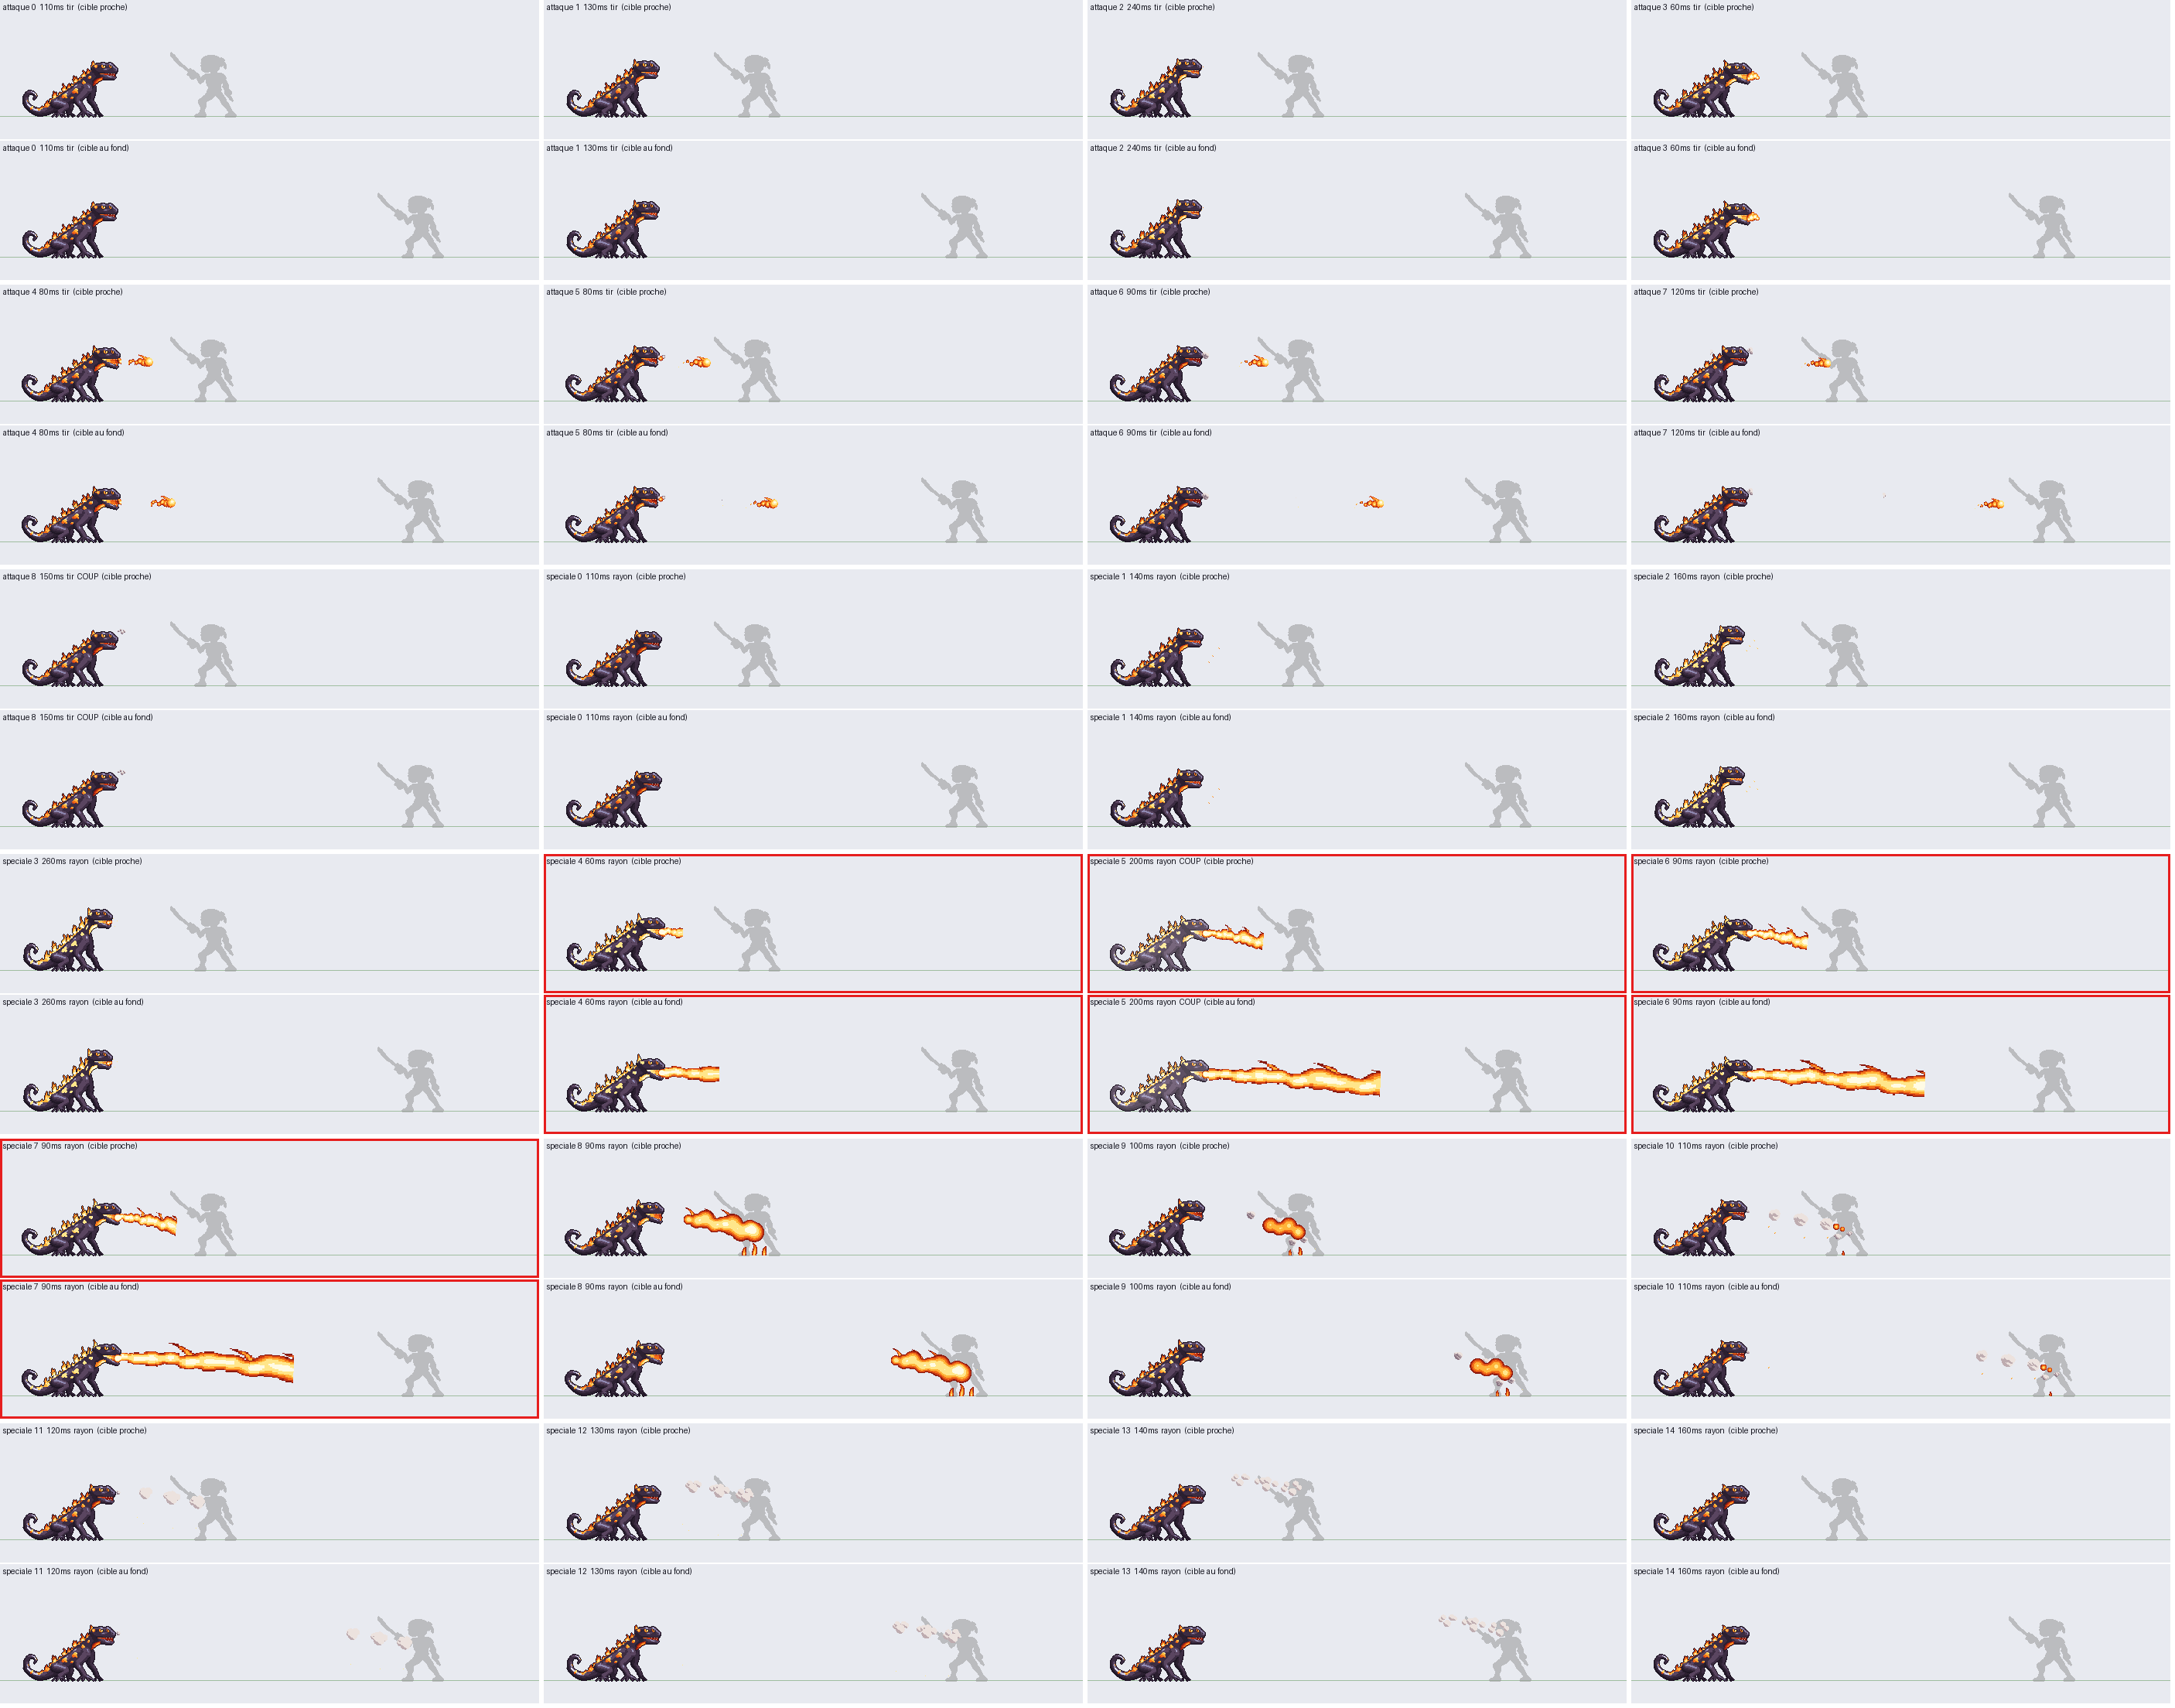 attaque 0 110ms tir (cible proche)
attaque 1 130ms tir (cible proche)
attaque 2 240ms tir (cible proche)
attaque 3 60ms tir (cible proche)
attaque 0 110ms tir (cible au fond)
attaque 1 130ms tir (cible au fond)
attaque 2 240ms tir (cible au fond)
attaque 3 60ms tir (cible au fond)
attaque 4 80ms tir (cible proche)
attaque 5 80ms tir (cible proche)
attaque 6 90ms tir (cible proche)
attaque 7 120ms tir (cible proche)
attaque 4 80ms tir (cible au fond)
attaque 5 80ms tir (cible au fond)
attaque 6 90ms tir (cible au fond)
attaque 7 120ms tir (cible au fond)
attaque 8 150ms tir COUP (cible proche)
speciale 0 110ms rayon (cible proche)
speciale 1 140ms rayon (cible proche)
speciale 2 160ms rayon (cible proche)
attaque 8 150ms tir COUP (cible au fond)
speciale 0 110ms rayon (cible au fond)
speciale 1 140ms rayon (cible au fond)
speciale 2 160ms rayon (cible au fond)
speciale 3 260ms rayon (cible proche)
speciale 4 60ms rayon (cible proche)
speciale 5 200ms rayon COUP (cible proche)
speciale 6 90ms rayon (cible proche)
speciale 3 260ms rayon (cible au fond)
speciale 4 60ms rayon (cible au fond)
speciale 5 200ms rayon COUP (cible au fond)
speciale 6 90ms rayon (cible au fond)
speciale 7 90ms rayon (cible proche)
speciale 8 90ms rayon (cible proche)
speciale 9 100ms rayon (cible proche)
speciale 10 110ms rayon (cible proche)
speciale 7 90ms rayon (cible au fond)
speciale 8 90ms rayon (cible au fond)
speciale 9 100ms rayon (cible au fond)
speciale 10 110ms rayon (cible au fond)
speciale 11 120ms rayon (cible proche)
speciale 12 130ms rayon (cible proche)
speciale 13 140ms rayon (cible proche)
speciale 14 160ms rayon (cible proche)
speciale 11 120ms rayon (cible au fond)
speciale 12 130ms rayon (cible au fond)
speciale 13 140ms rayon (cible au fond)
speciale 14 160ms rayon (cible au fond)